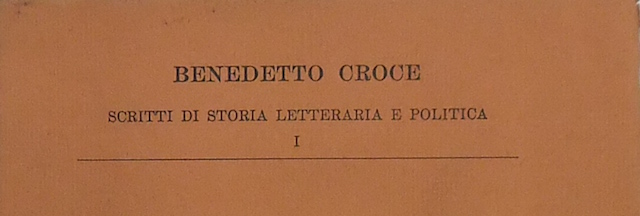 BENEDETTO CROCE
SCRITTI DI STORIA LETTERARIA E POLITICA
I